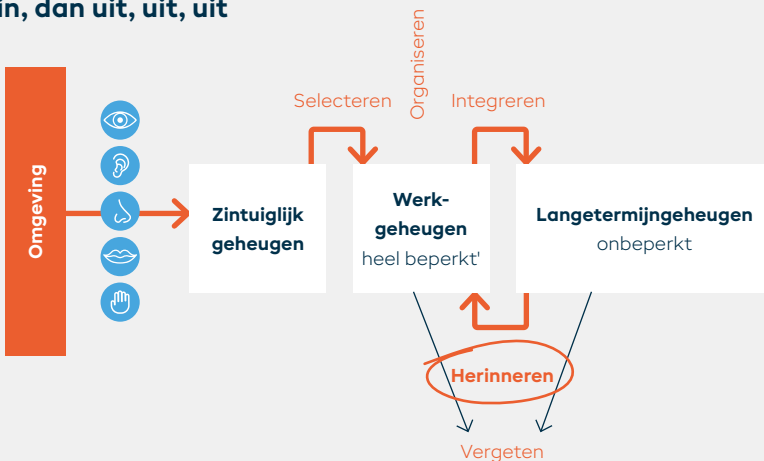 in, dan uit, uit, uit
Organiseren
Selecteren
Integreren
Omgeving
Zintuiglijk
geheugen
Werk-
geheugen
heel beperkt'
Langetermijngeheugen
onbeperkt
Herinneren
Vergeten